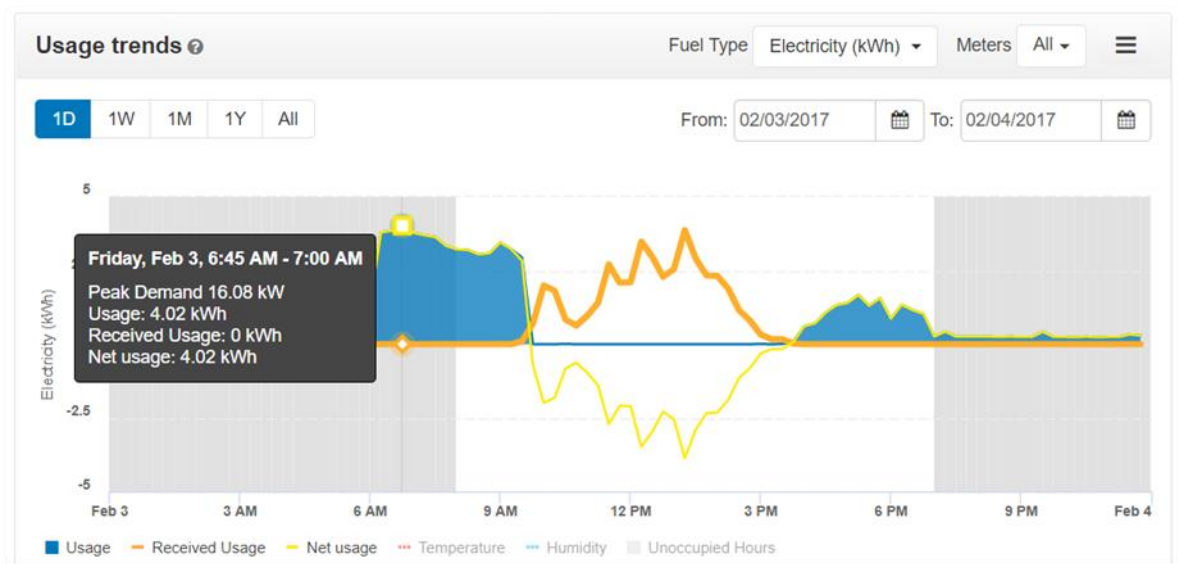 Usage trends
Fuel Type Electricity (kWh) Meters All
1D 1W 1M 1Y All
From: 02/03/2017 To: 02/04/2017
5
Friday, Feb 3, 6:45 AM - 7:00 AM
Peak Demand 16.08 kW
Usage: 4.02 kWh
Received Usage: 0 kWh
Net usage: 4.02 kWh
Electricity (kWh)
-2.5
-5
Feb 3 3 AM 6 AM 9 AM 12 PM 3 PM 6 PM 9 PM Feb 4
Usage Received Usage Net usage Temperature Humidity Unoccupied Hours